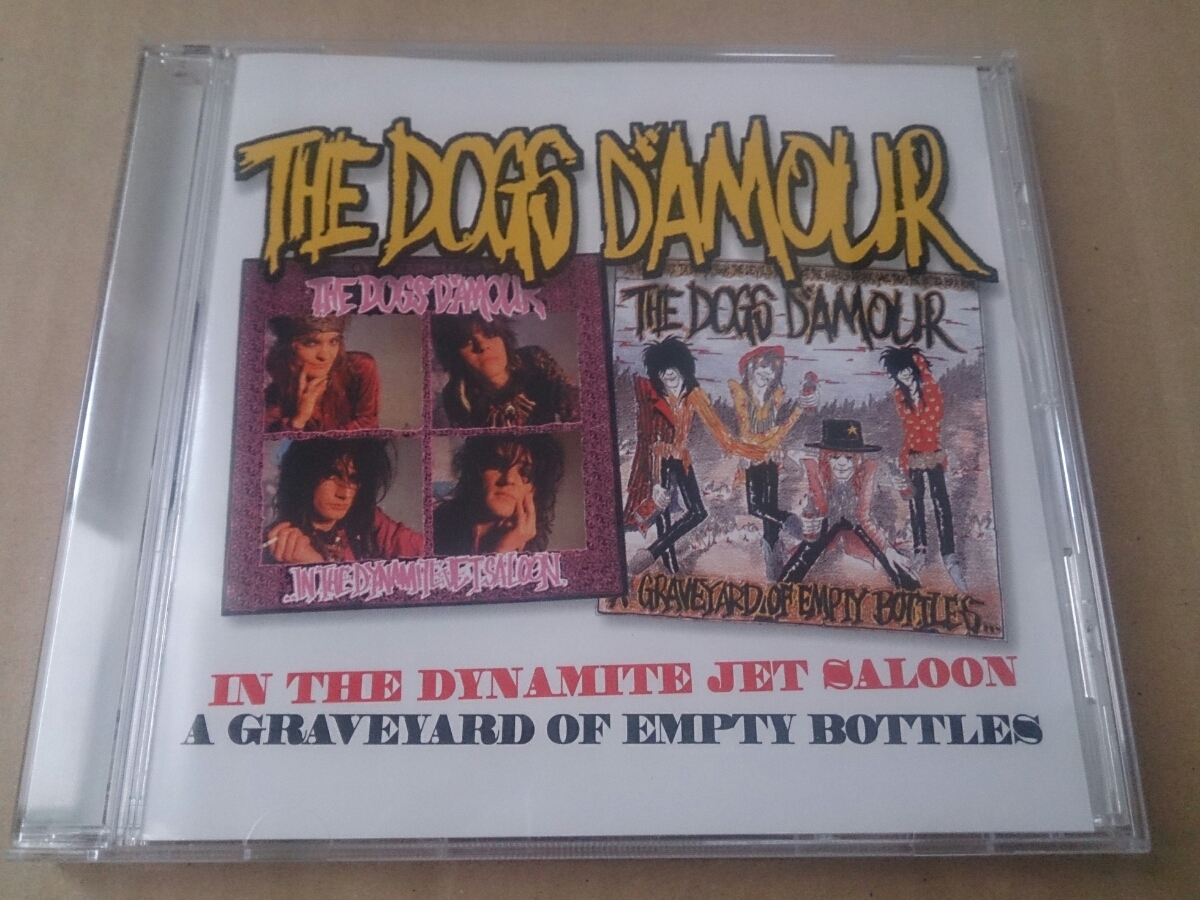 THE DOGS D'AMOUR
THE DOGS D'AMOUR
...IN THE DYNAMITE JET SALOON.
THE DOGS D'AMOUR
A GRAVEYARD OF EMPTY BOTTLES...
IN THE DYNAMITE JET SALOON
A GRAVEYARD OF EMPTY BOTTLES